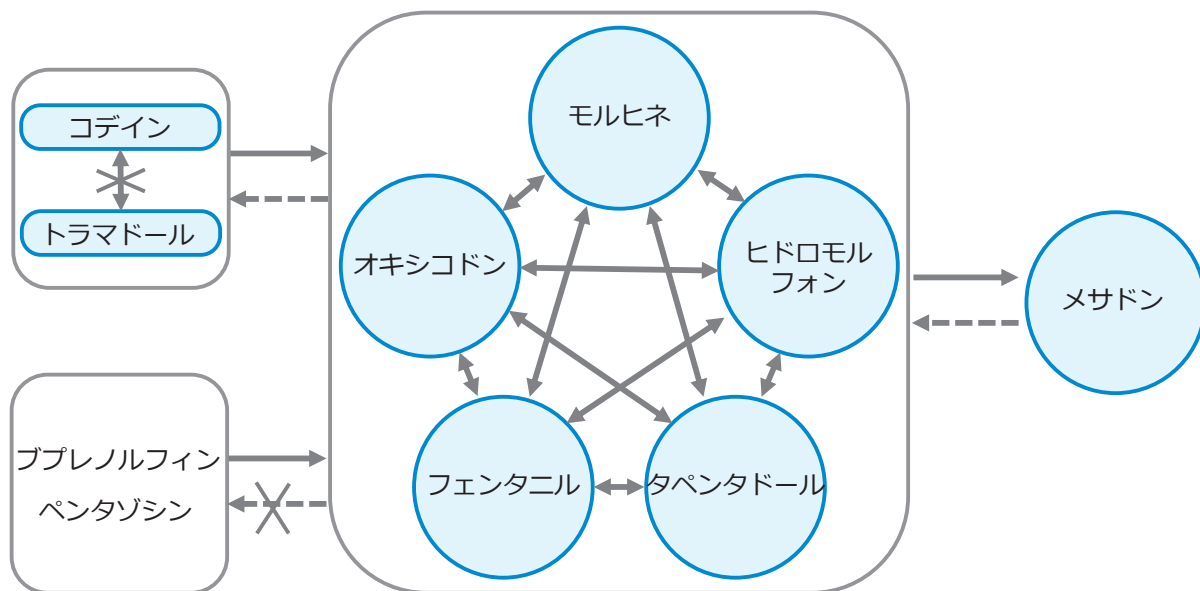 モルヒネ
コデイン
トラマドール
オキシコドン
ヒドロモル
フォン
メサドン
ブプレノルフィン
ペンタゾシン
フェンタニル
タペンタドール